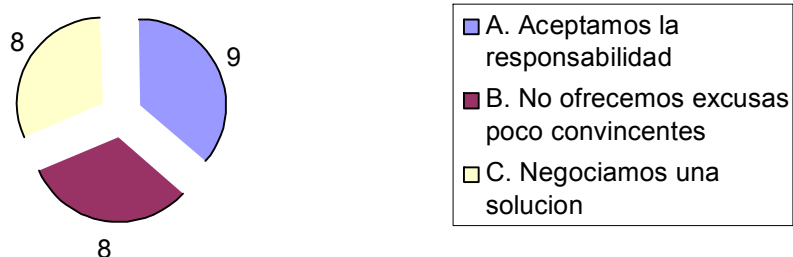 8
9
8
A. Aceptamos la
responsabilidad
B. No ofrecemos excusas
poco convincentes
C. Negociamos una
solucion